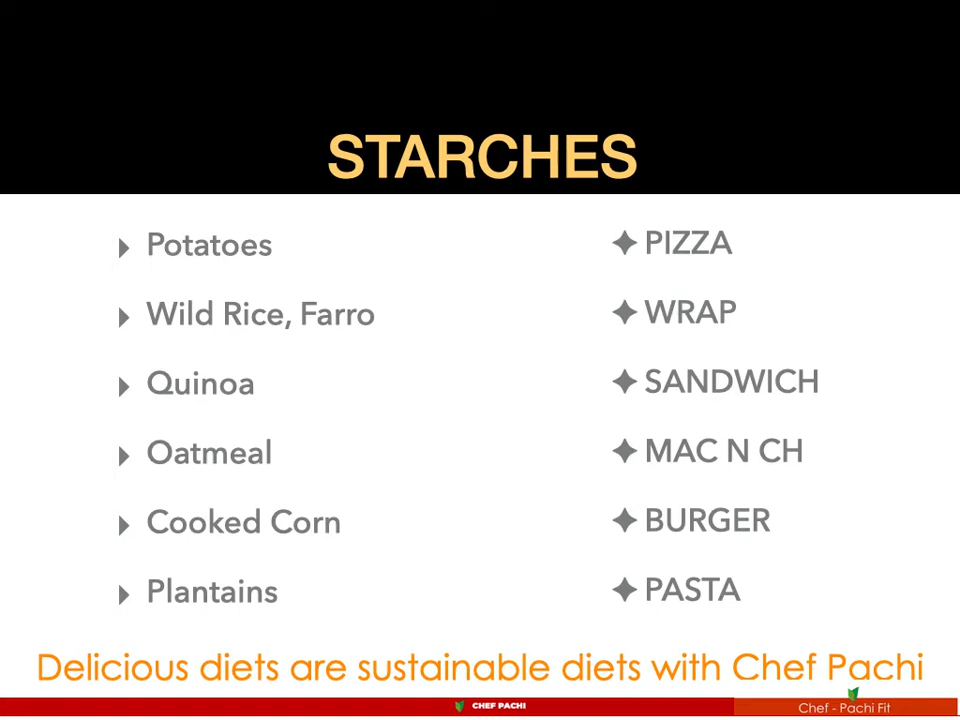 STARCHES
Potatoes
Wild Rice, Farro
Quinoa
Oatmeal
Cooked Corn
Plantains
PIZZA
WRAP
SANDWICH
MAC N CH
BURGER
PASTA
Delicious diets are sustainable diets with Chef Pachi
CHEF PACHI
Chef - Pachi Fit